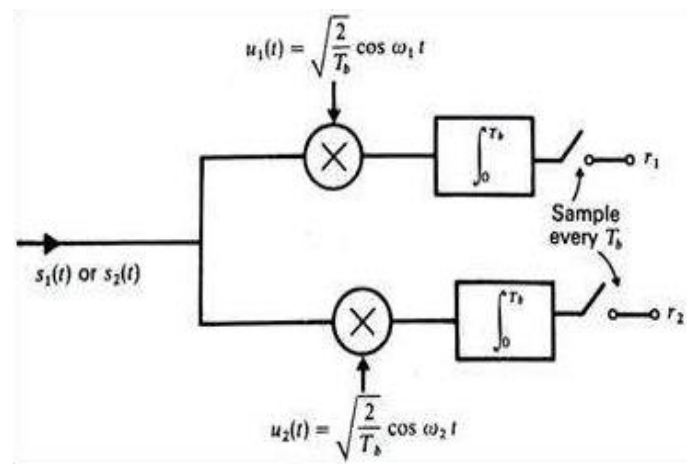 u₁(t) = √(2/T_b) cos ω₁ t
∫₀^{T_b}
r₁
Sample
every T_b
s₁(t) or s₂(t)
∫₀^{T_b}
r₂
u₂(t) = √(2/T_b) cos ω₂ t